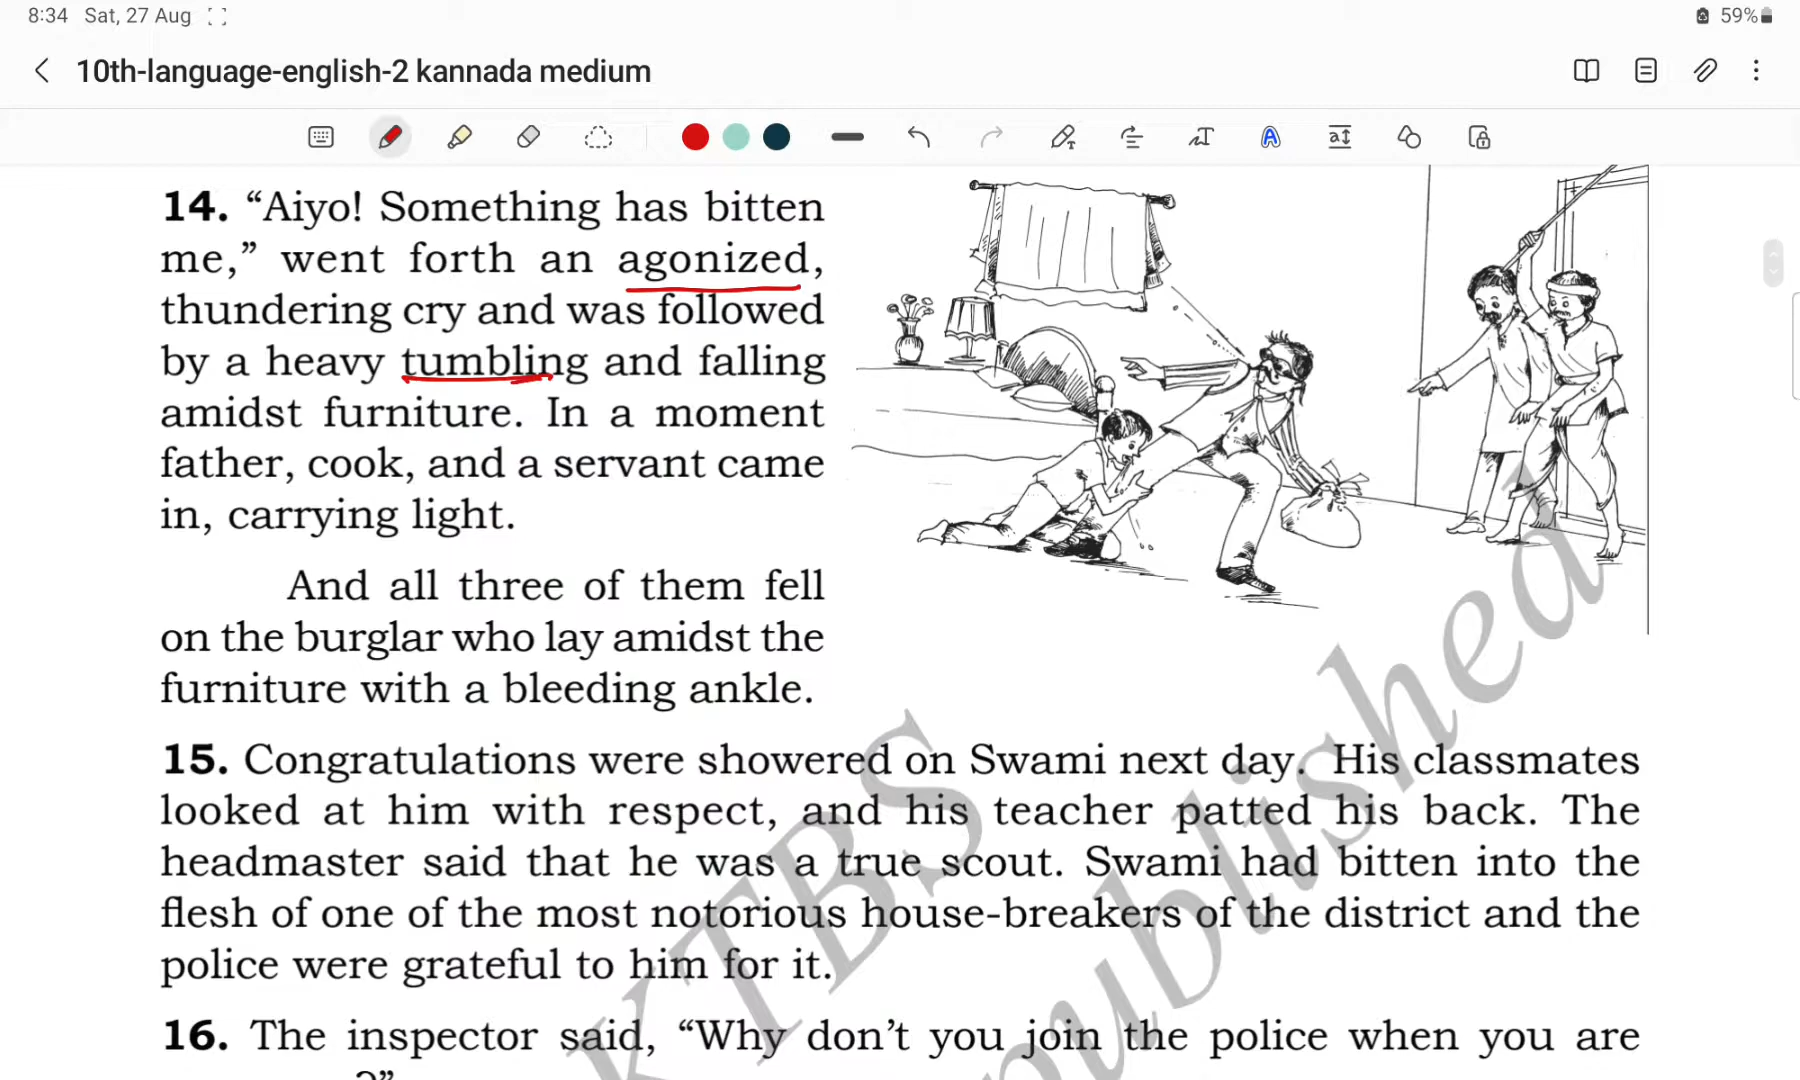 8:34 Sat, 27 Aug
59%
10th-language-english-2 kannada medium
14. “Aiyo! Something has bitten
me,” went forth an agonized,
thundering cry and was followed
by a heavy tumbling and falling
amidst furniture. In a moment
father, cook, and a servant came
in, carrying light.
And all three of them fell
on the burglar who lay amidst the
furniture with a bleeding ankle.
15. Congratulations were showered on Swami next day. His classmates
looked at him with respect, and his teacher patted his back. The
headmaster said that he was a true scout. Swami had bitten into the
flesh of one of the most notorious house-breakers of the district and the
police were grateful to him for it.
16. The inspector said, “Why don’t you join the police when you are
KTBS
published